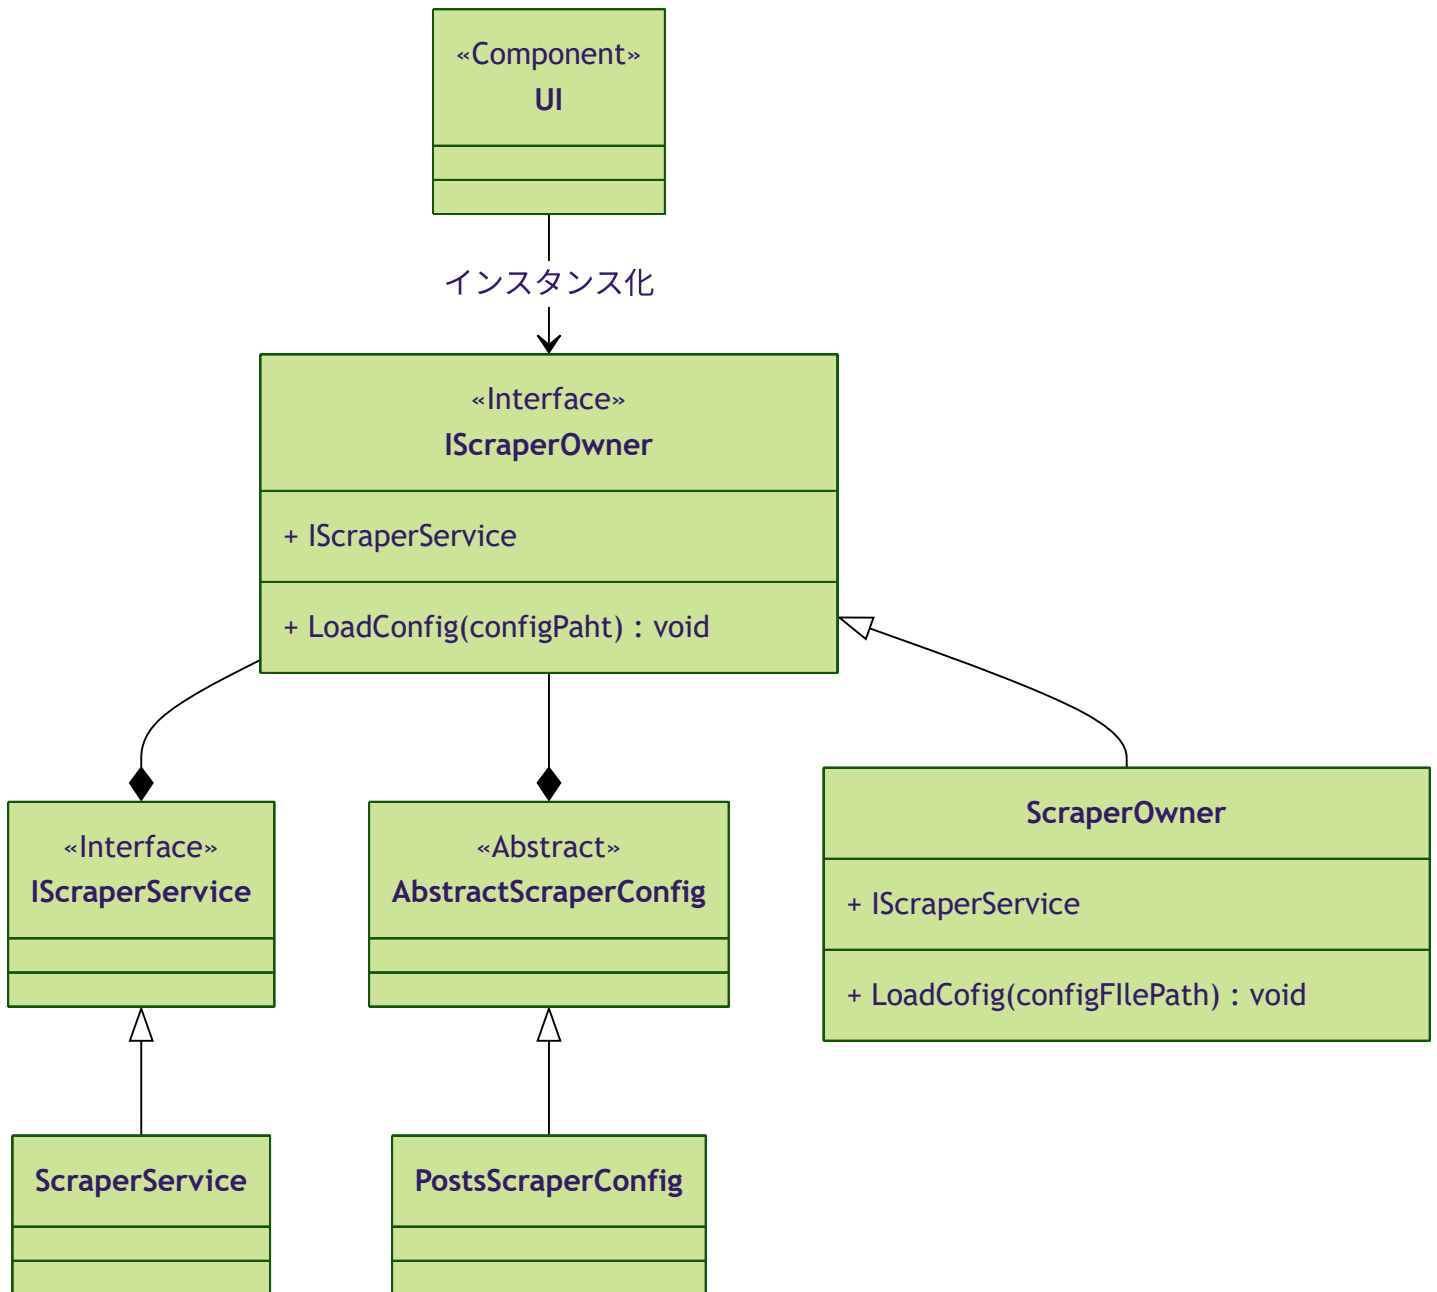 «Component»
UI
インスタンス化
«Interface»
IScraperOwner
+ IScraperService
+ LoadConfig(configPaht) : void
«Interface»
IScraperService
«Abstract»
AbstractScraperConfig
ScraperOwner
+ IScraperService
+ LoadCofig(configFIlePath) : void
ScraperService
PostsScraperConfig